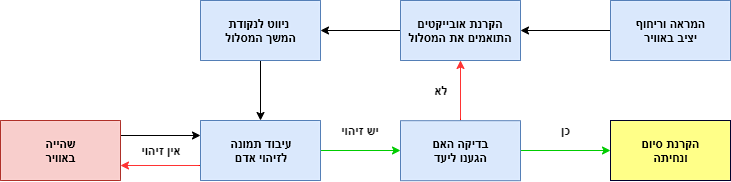 המראה וריחוף
יציב באוויר
הקרנת אובייקטים
התואמים את המסלול
ניווט לנקודת
המשך המסלול
לא
שהייה
באוויר
אין זיהוי
עיבוד תמונה
לזיהוי אדם
יש זיהוי
בדיקה האם
הגענו ליעד
כן
הקרנת סיום
ונחיתה